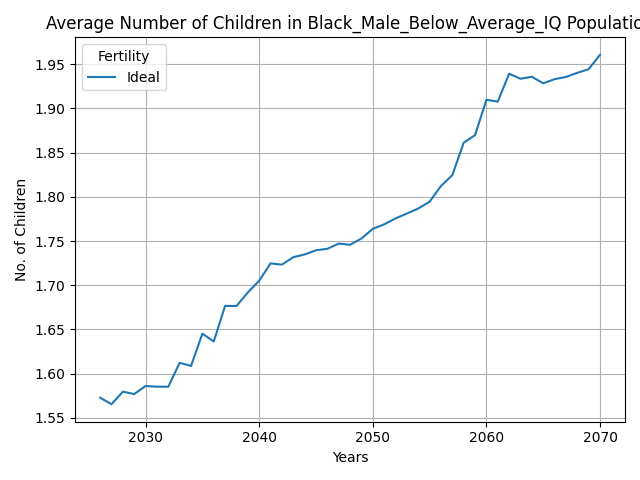 Average Number of Children in Black_Male_Below_Average_IQ Populatio
Fertility
Ideal
No. of Children
1.95
1.90
1.85
1.80
1.75
1.70
1.65
1.60
1.55
2030 2040 2050 2060 2070
Years